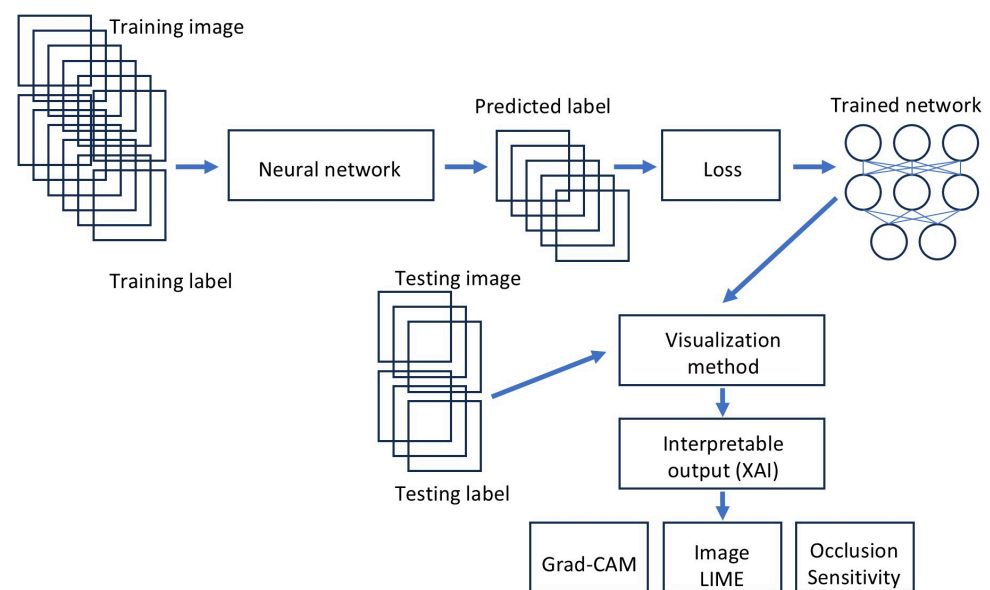 Training image
Predicted label
Trained network
Neural network
Loss
Training label
Testing image
Visualization
method
Interpretable
output (XAI)
Testing label
Grad-CAM
Image
LIME
Occlusion
Sensitivity